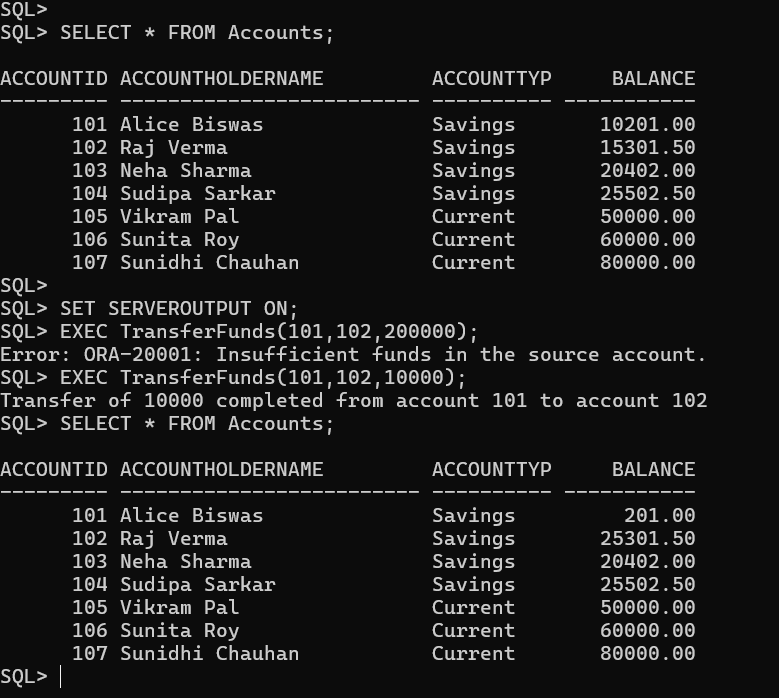 SQL>
SQL> SELECT * FROM Accounts;
ACCOUNTID ACCOUNTHOLDERNAME         ACCOUNTTYP     BALANCE
--------- ------------------------- ---------- -----------
      101 Alice Biswas              Savings       10201.00
      102 Raj Verma                 Savings       15301.50
      103 Neha Sharma               Savings       20402.00
      104 Sudipa Sarkar             Savings       25502.50
      105 Vikram Pal                Current       50000.00
      106 Sunita Roy                Current       60000.00
      107 Sunidhi Chauhan           Current       80000.00
SQL>
SQL> SET SERVEROUTPUT ON;
SQL> EXEC TransferFunds(101,102,200000);
Error: ORA-20001: Insufficient funds in the source account.
SQL> EXEC TransferFunds(101,102,10000);
Transfer of 10000 completed from account 101 to account 102
SQL> SELECT * FROM Accounts;
ACCOUNTID ACCOUNTHOLDERNAME         ACCOUNTTYP     BALANCE
--------- ------------------------- ---------- -----------
      101 Alice Biswas              Savings         201.00
      102 Raj Verma                 Savings       25301.50
      103 Neha Sharma               Savings       20402.00
      104 Sudipa Sarkar             Savings       25502.50
      105 Vikram Pal                Current       50000.00
      106 Sunita Roy                Current       60000.00
      107 Sunidhi Chauhan           Current       80000.00
SQL>